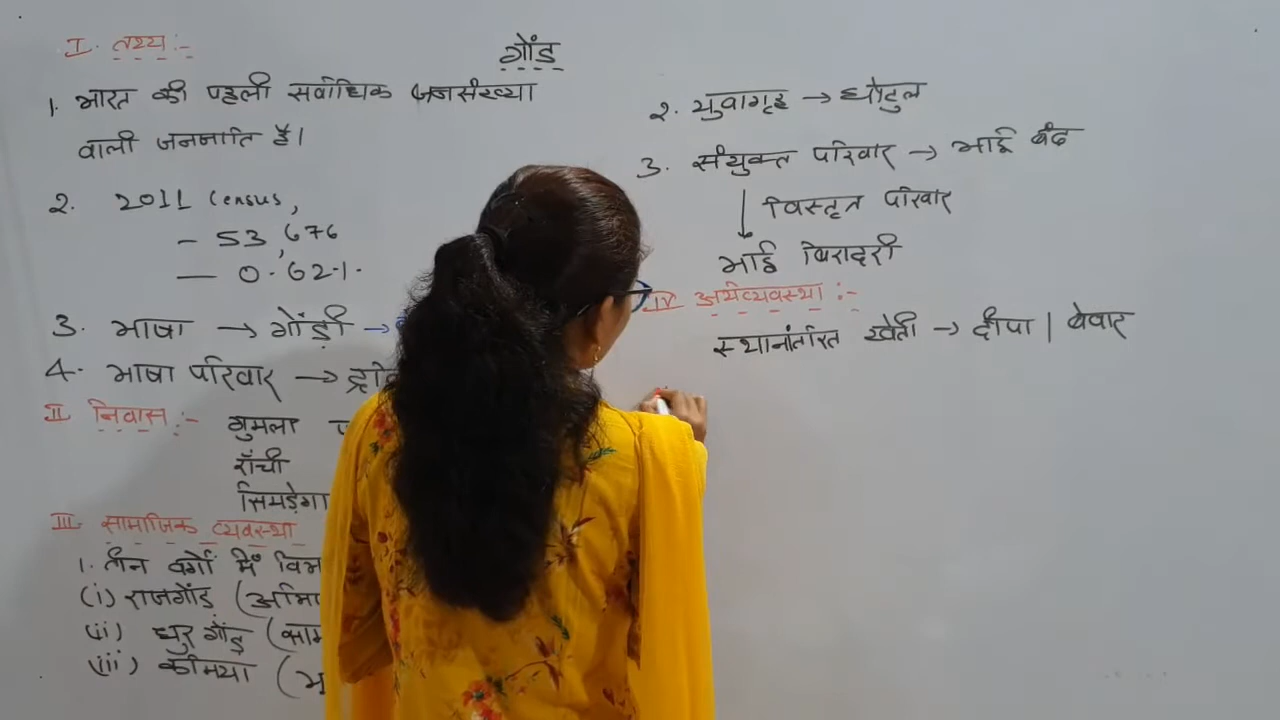 गोंड
I. तथ्य :-
1. भारत की पहली सर्वाधिक जनसंख्या
वाली जनजाति है।
2. 2011 Census,
- 53,676
- 0.62%
3. भाषा → गोंड़ी →
4. भाषा परिवार →
II निवास :- गुमला
राँची
सिमडेगा
III. सामाजिक व्यवस्था
1. तीन वर्गों में
(i) राजगोंड़ (
(ii) धुर गोंड़ (
(iii) कमिया (
2. युवागृह → घोटुल
3. संयुक्त परिवार → भाई बंद
↓ विस्तृत परिवार
भाई बिरादरी
IV अर्थव्यवस्था :-
स्थानांतरित खेती → दीपा | बेवार